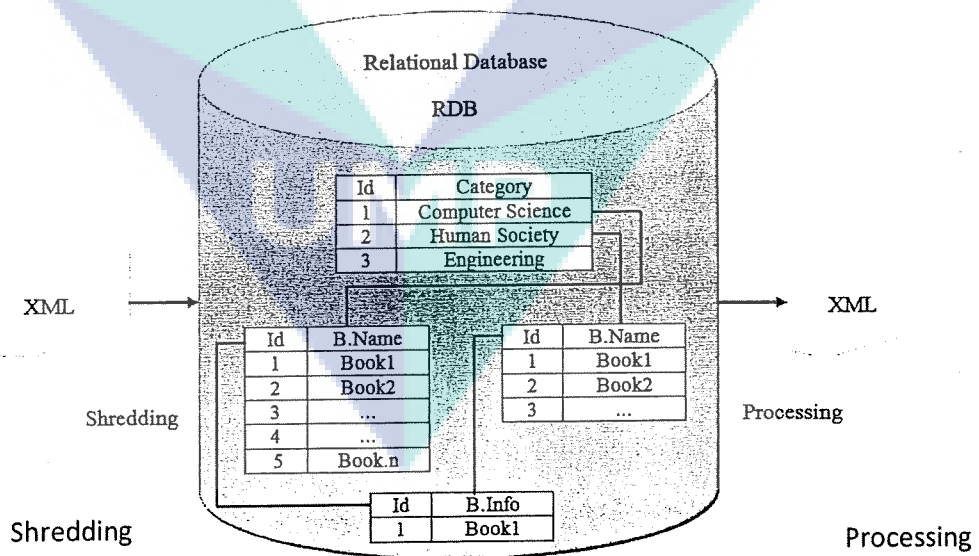 Relational Database
RDB
UMP
Id Category
1 Computer Science
2 Human Society
3 Engineering
XML
XML
Id B.Name
1 Book1
2 Book2
3 ...
4 ...
5 Book.n
Id B.Name
1 Book1
2 Book2
3 ...
Shredding
Processing
Id B.Info
1 Book1
Shredding
Processing